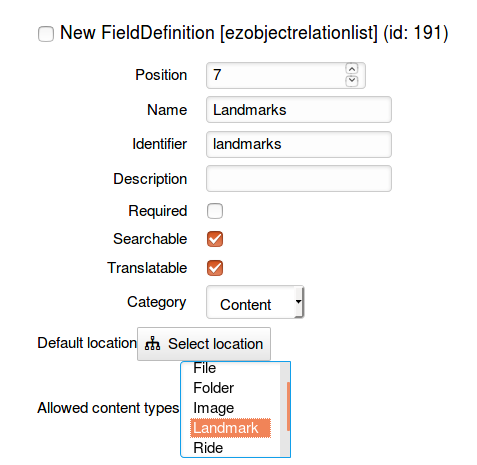 New FieldDefinition [ezobjectrelationlist] (id: 191)
Position 7
Name Landmarks
Identifier landmarks
Description
Required
Searchable
Translatable
Category Content
Default location Select location
File
Folder
Allowed content types Image
Landmark
Ride